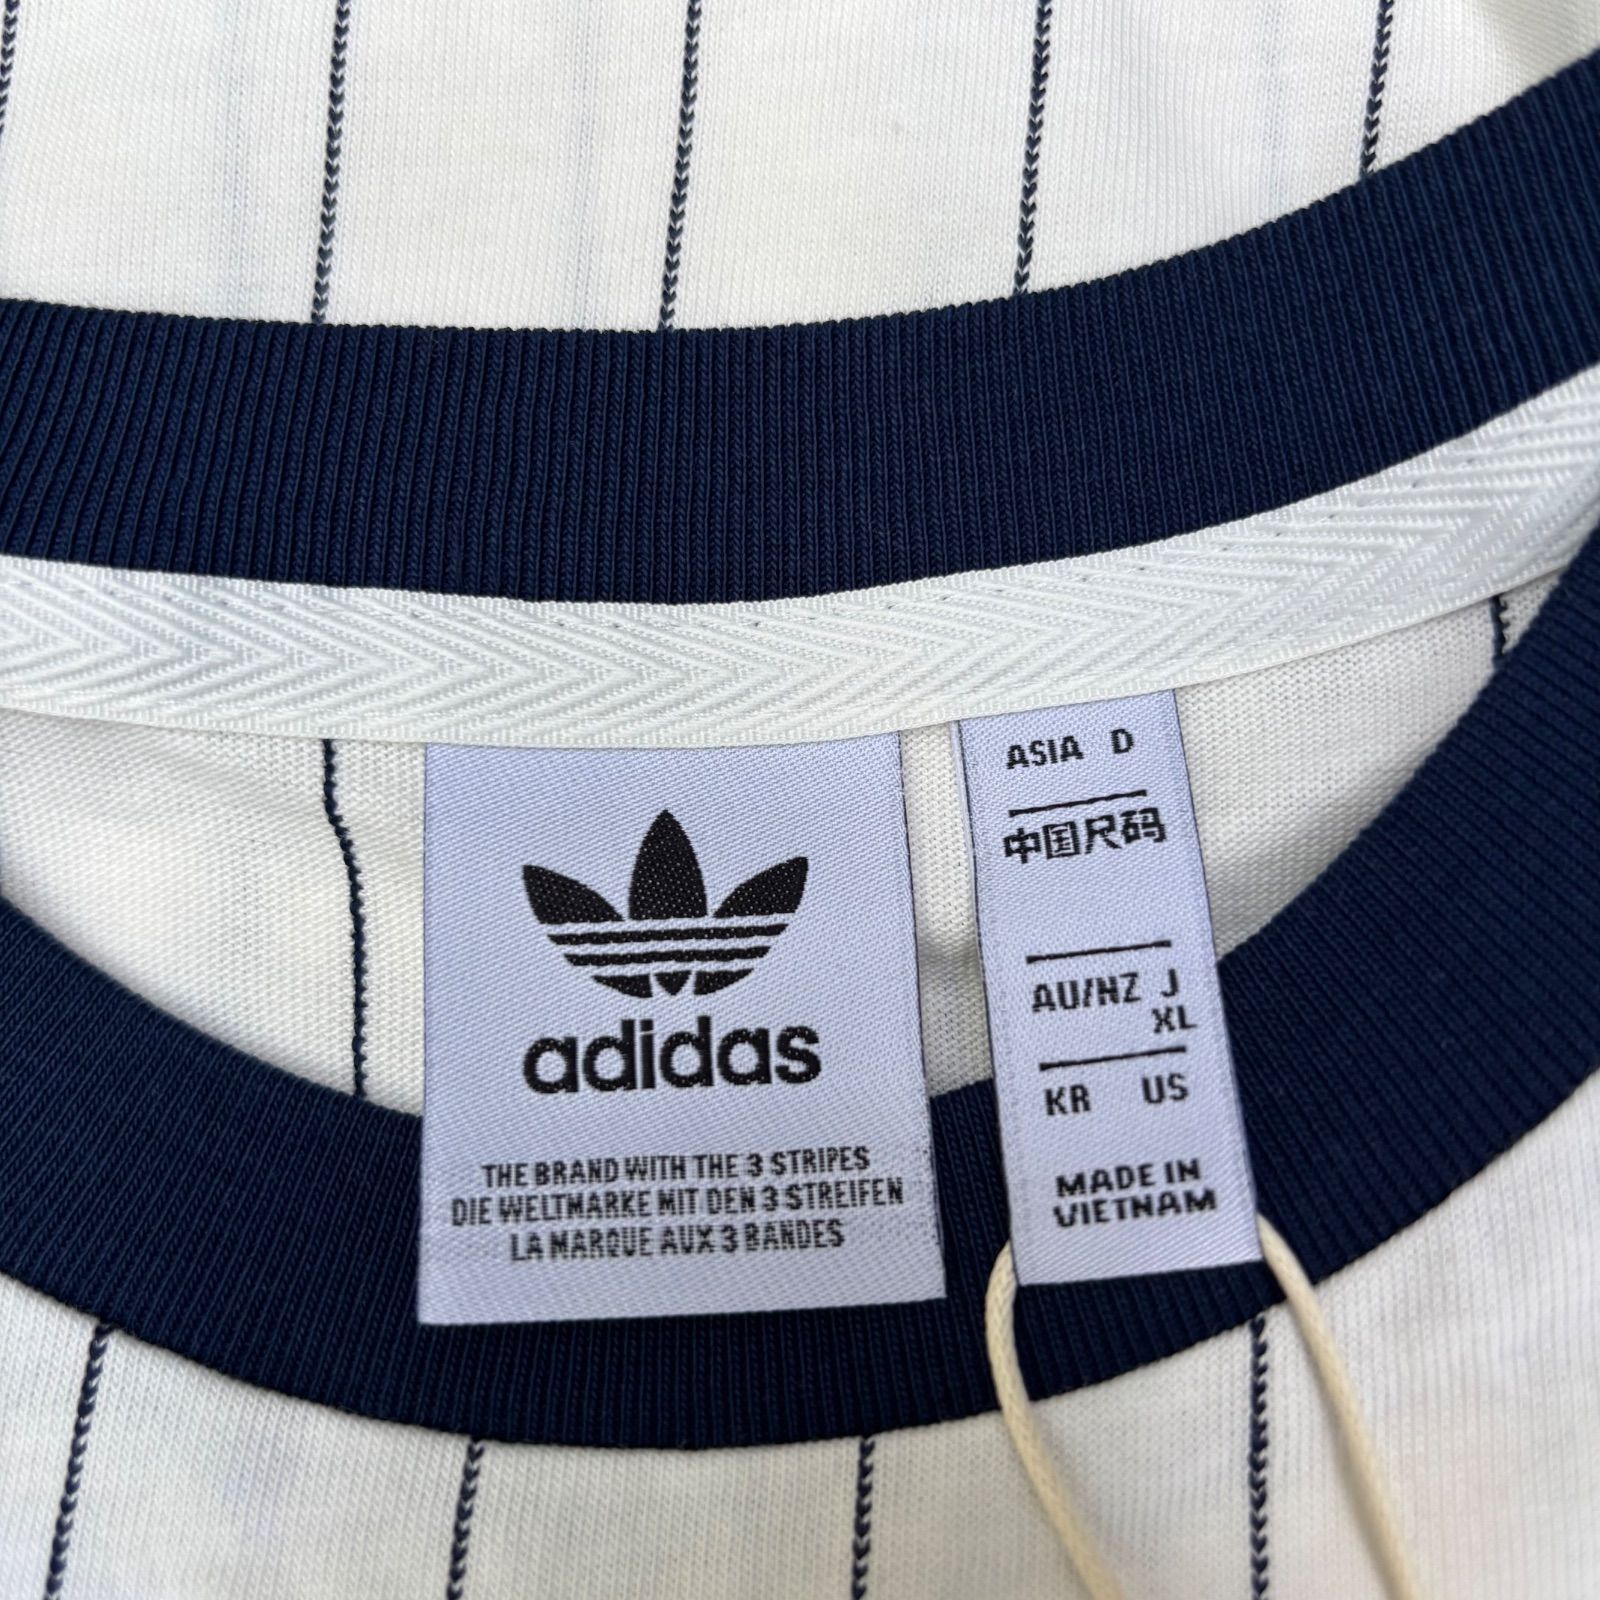 adidas
THE BRAND WITH THE 3 STRIPES
DIE WELTMARKE MIT DEN 3 STREIFEN
LA MARQUE AUX 3 BANDES
ASIA D
中国尺码
AU/NZ J
XL
KR US
MADE IN
VIETNAM